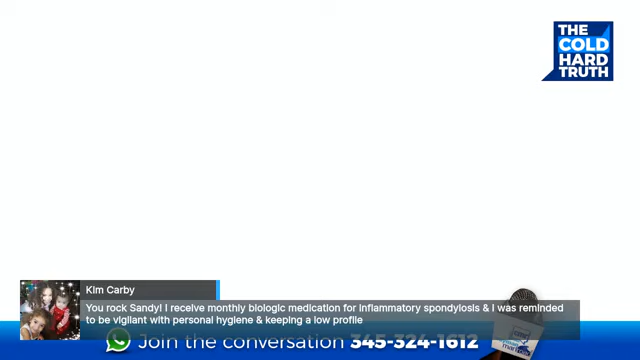 THE
COLD
HARD
TRUTH
Kim Carby
You rock Sandy! I receive monthly biologic medication for inflammatory spondylosis & I was reminded
to be vigilant with personal hygiene & keeping a low profile
Join the conversation 345-324-1612